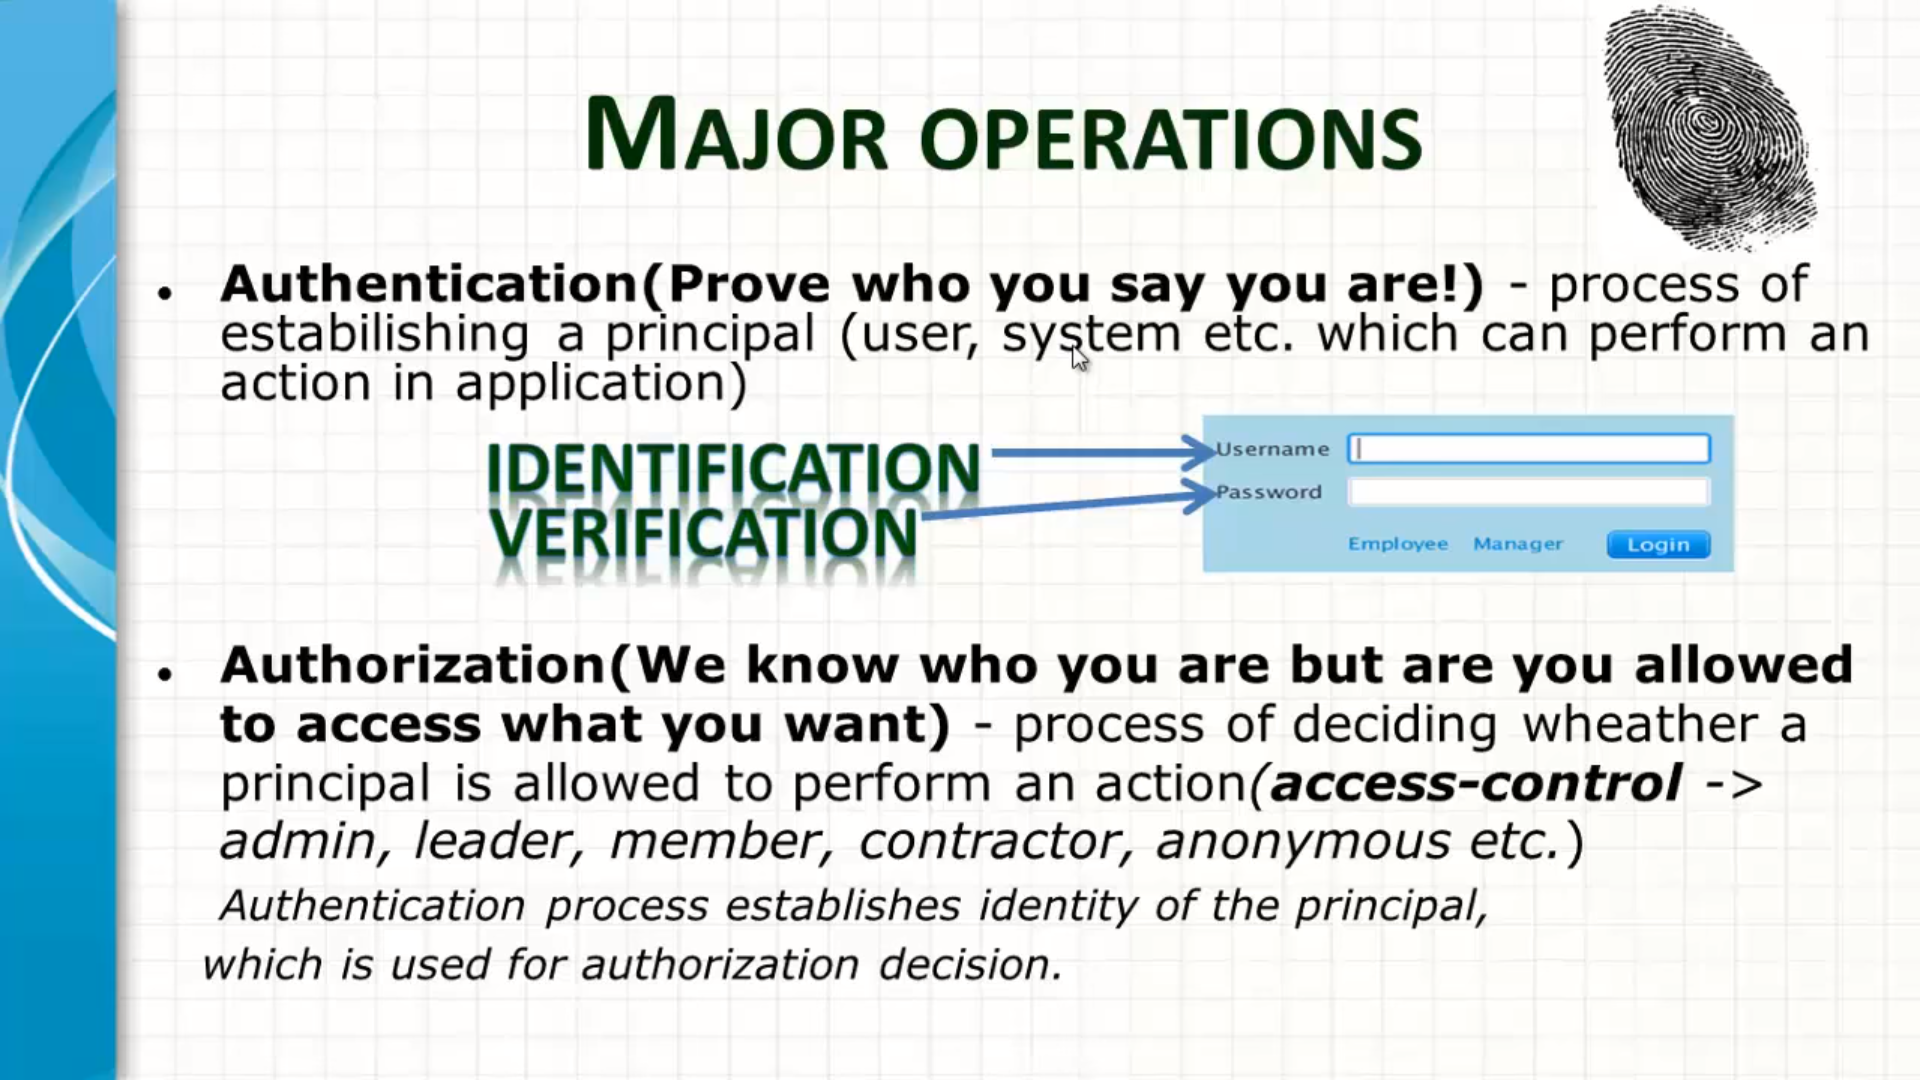 MAJOR OPERATIONS
• Authentication(Prove who you say you are!) - process of
estabilishing a principal (user, system etc. which can perform an
action in application)
IDENTIFICATION
VERIFICATION
Username
Password
Employee Manager Login
• Authorization(We know who you are but are you allowed
to access what you want) - process of deciding wheather a
principal is allowed to perform an action(access-control ->
admin, leader, member, contractor, anonymous etc.)
Authentication process establishes identity of the principal,
which is used for authorization decision.